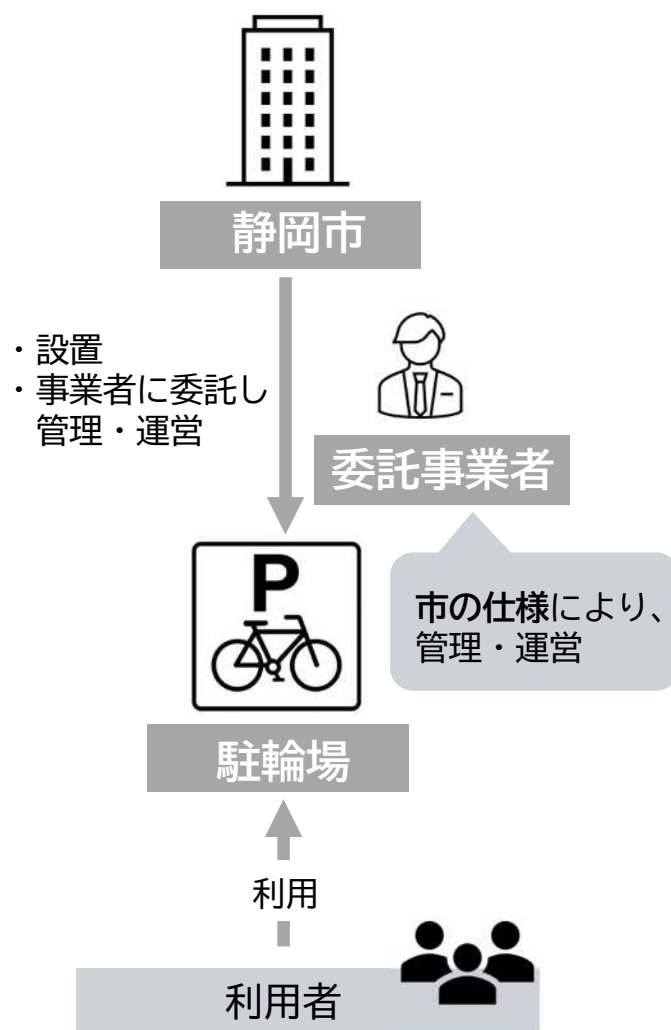 静岡市
・設置
・事業者に委託し
管理・運営
委託事業者
市の仕様により、
管理・運営
P
駐輪場
利用
利用者